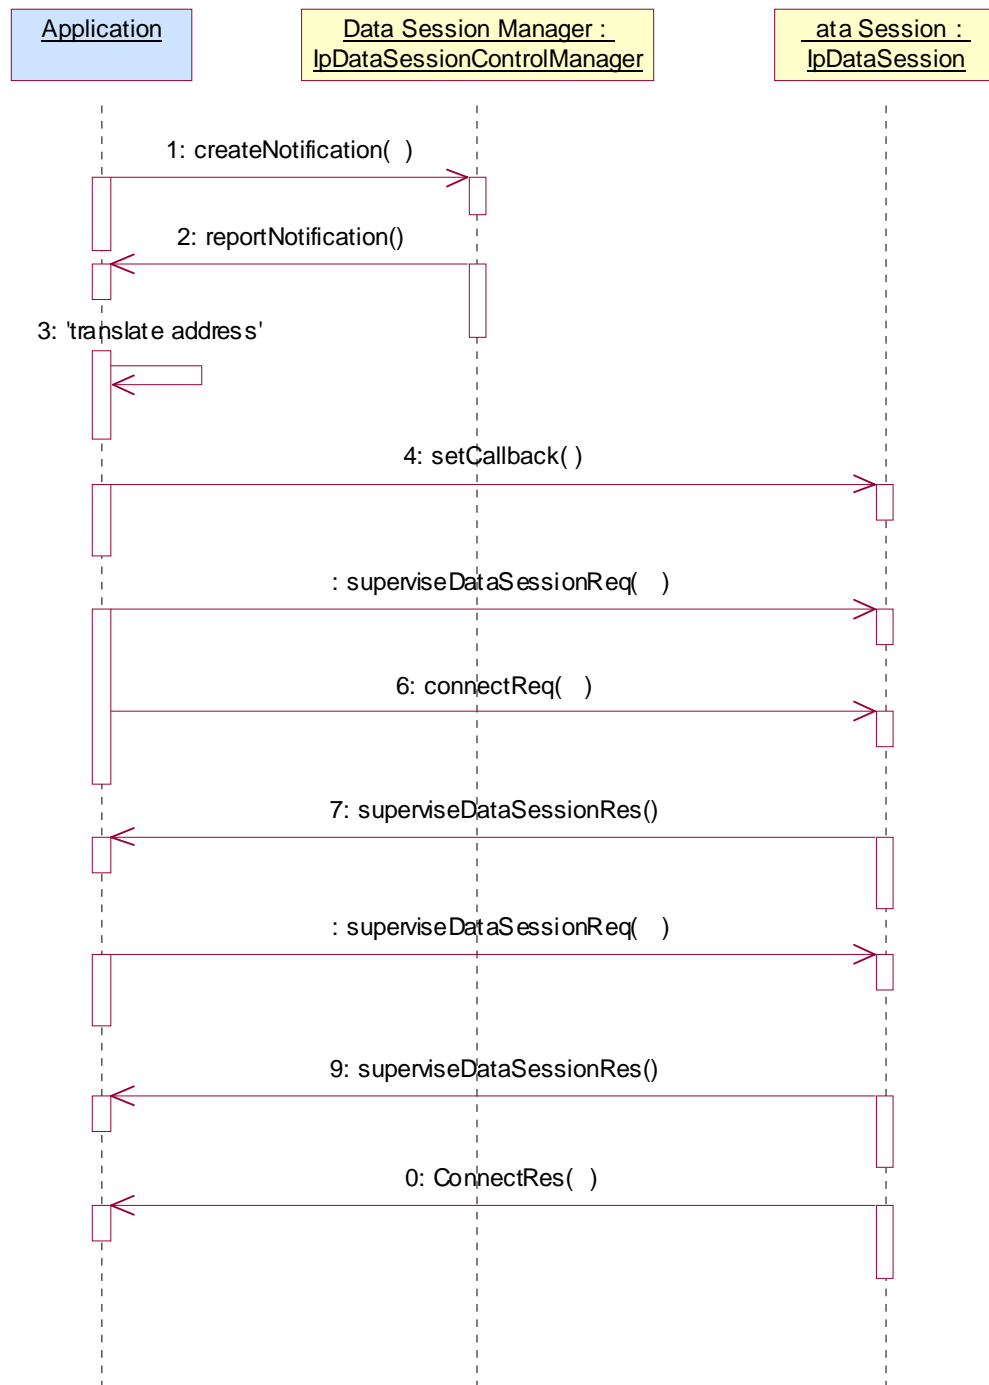 Application
Data Session Manager :
IpDataSessionControlManager
ata Session :
IpDataSession
1: createNotification( )
2: reportNotification()
3: 'translate address'
4: setCallback( )
: superviseDataSessionReq( )
6: connectReq( )
7: superviseDataSessionRes()
: superviseDataSessionReq( )
9: superviseDataSessionRes()
0: ConnectRes( )